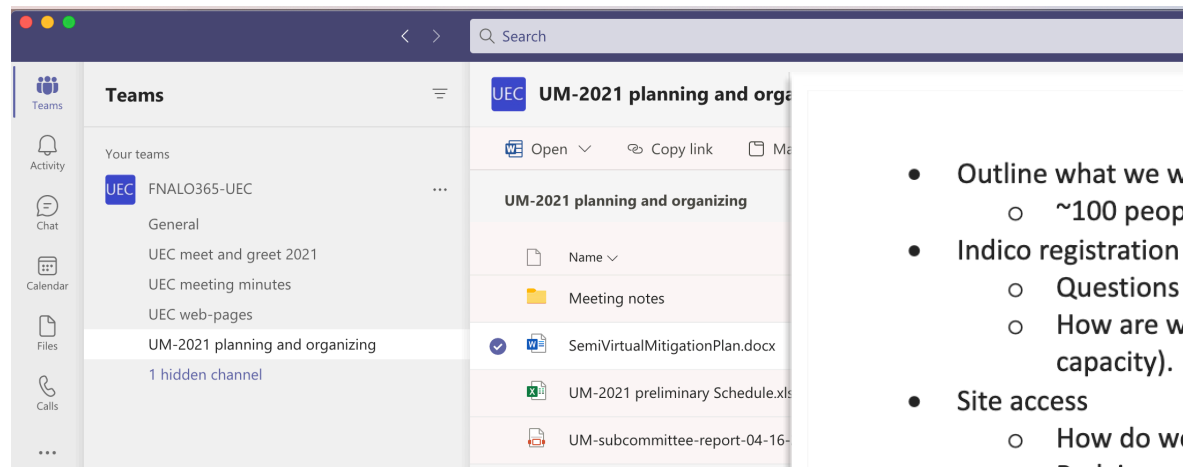 Search
Teams
Activity
Chat
Calendar
Files
Calls
Teams
Your teams
UEC FNALO365-UEC
General
UEC meet and greet 2021
UEC meeting minutes
UEC web-pages
UM-2021 planning and organizing
1 hidden channel
UEC UM-2021 planning and orga
Open Copy link Ma
UM-2021 planning and organizing
Name
Meeting notes
SemiVirtualMitigationPlan.docx
UM-2021 preliminary Schedule.xls
UM-subcommittee-report-04-16-
Outline what we w
~100 peop
Indico registration
Questions
How are w
capacity).
Site access
How do we